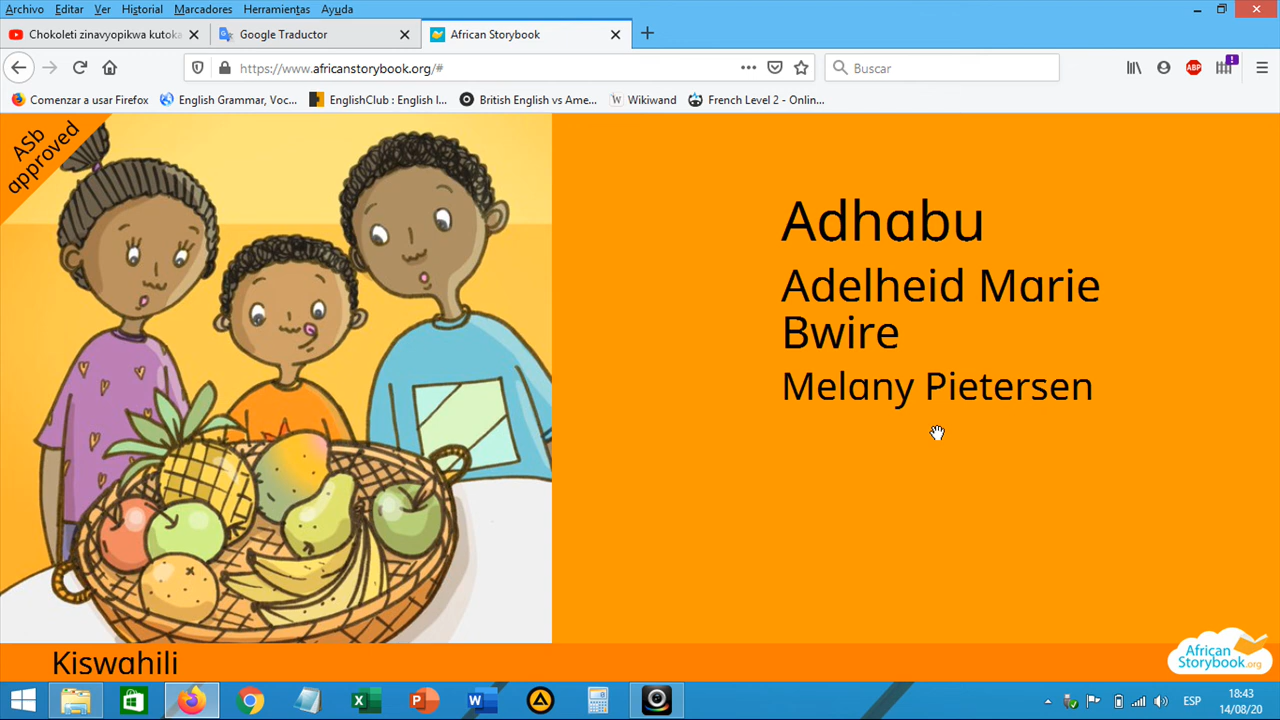 Archivo Editar Ver Historial Marcadores Herramientas Ayuda
Chokoleti zinavyopikwa kutoka
Google Traductor
African Storybook
https://www.africanstorybook.org/#
Buscar
ABP
Comenzar a usar Firefox
English Grammar, Voc...
EnglishClub : English l...
British English vs Ame...
W Wikiwand
French Level 2 - Onlin...
ASb
approved
Adhabu
Adelheid Marie
Bwire
Melany Pietersen
Kiswahili
African
Storybook.org
ESP
18:43
14/08/20